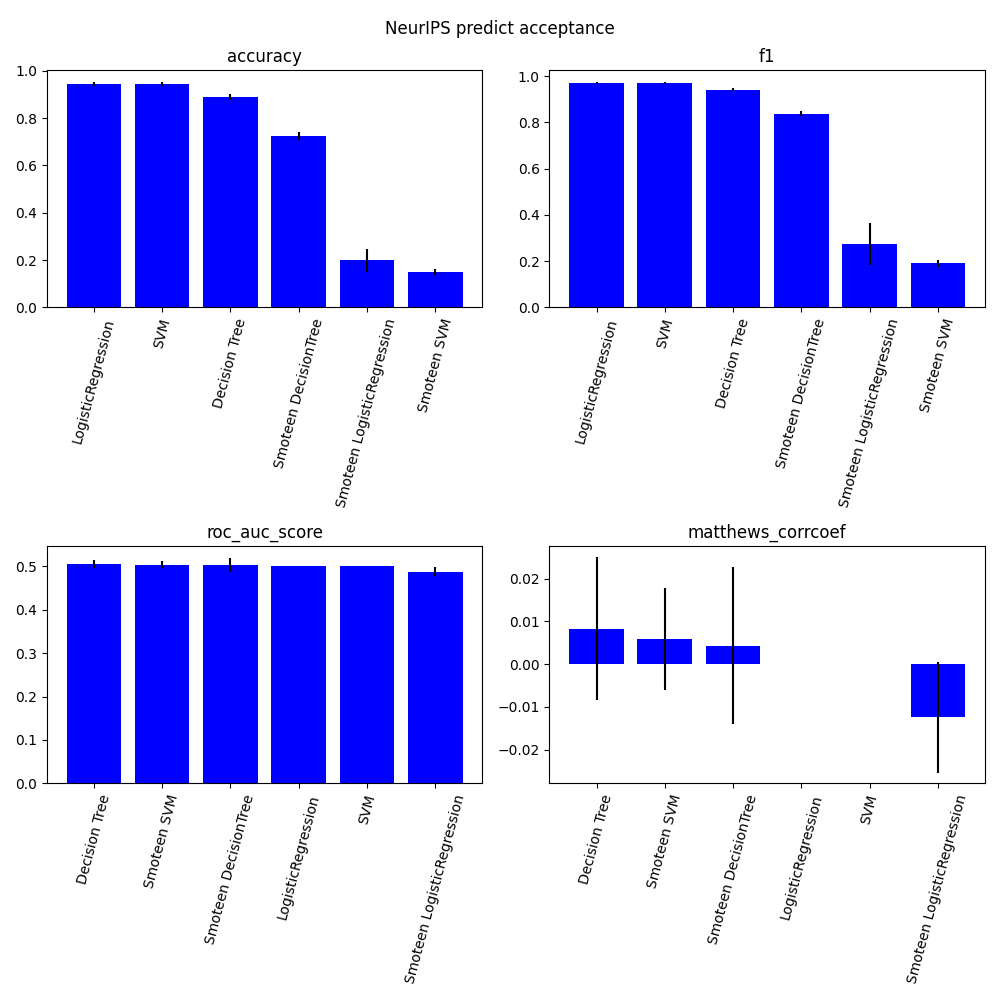 NeurIPS predict acceptance
accuracy
1.0
0.8
0.6
0.4
0.2
0.0
LogisticRegression
SVM
Decision Tree
Smoteen DecisionTree
Smoteen LogisticRegression
Smoteen SVM
f1
1.0
0.8
0.6
0.4
0.2
0.0
LogisticRegression
SVM
Decision Tree
Smoteen DecisionTree
Smoteen LogisticRegression
Smoteen SVM
roc_auc_score
0.5
0.4
0.3
0.2
0.1
0.0
Decision Tree
Smoteen SVM
Smoteen DecisionTree
LogisticRegression
SVM
Smoteen LogisticRegression
matthews_corrcoef
0.02
0.01
0.00
−0.01
−0.02
Decision Tree
Smoteen SVM
Smoteen DecisionTree
LogisticRegression
SVM
Smoteen LogisticRegression